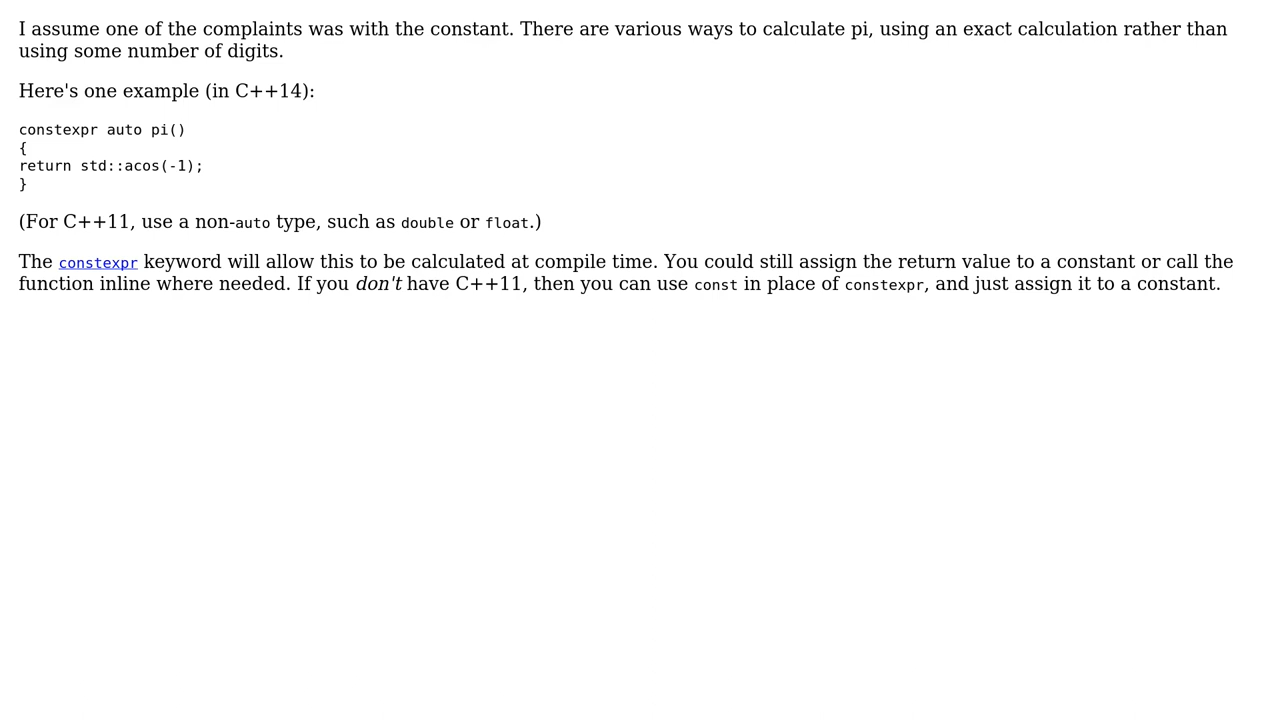 I assume one of the complaints was with the constant. There are various ways to calculate pi, using an exact calculation rather than
using some number of digits.
Here's one example (in C++14):
constexpr auto pi()
{
return std::acos(-1);
}
(For C++11, use a non-auto type, such as double or float.)
The constexpr keyword will allow this to be calculated at compile time. You could still assign the return value to a constant or call the
function inline where needed. If you don't have C++11, then you can use const in place of constexpr, and just assign it to a constant.